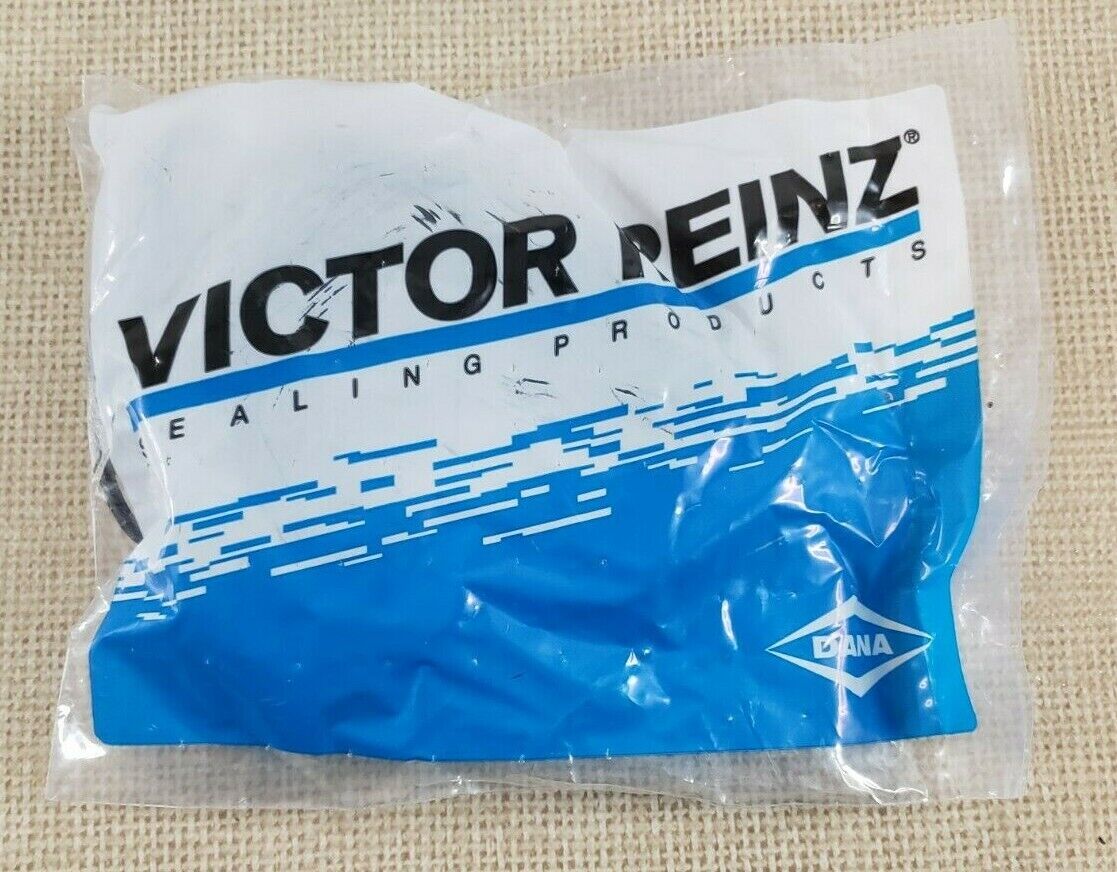 VICTOR REINZ®
SEALING PRODUCTS
DANA